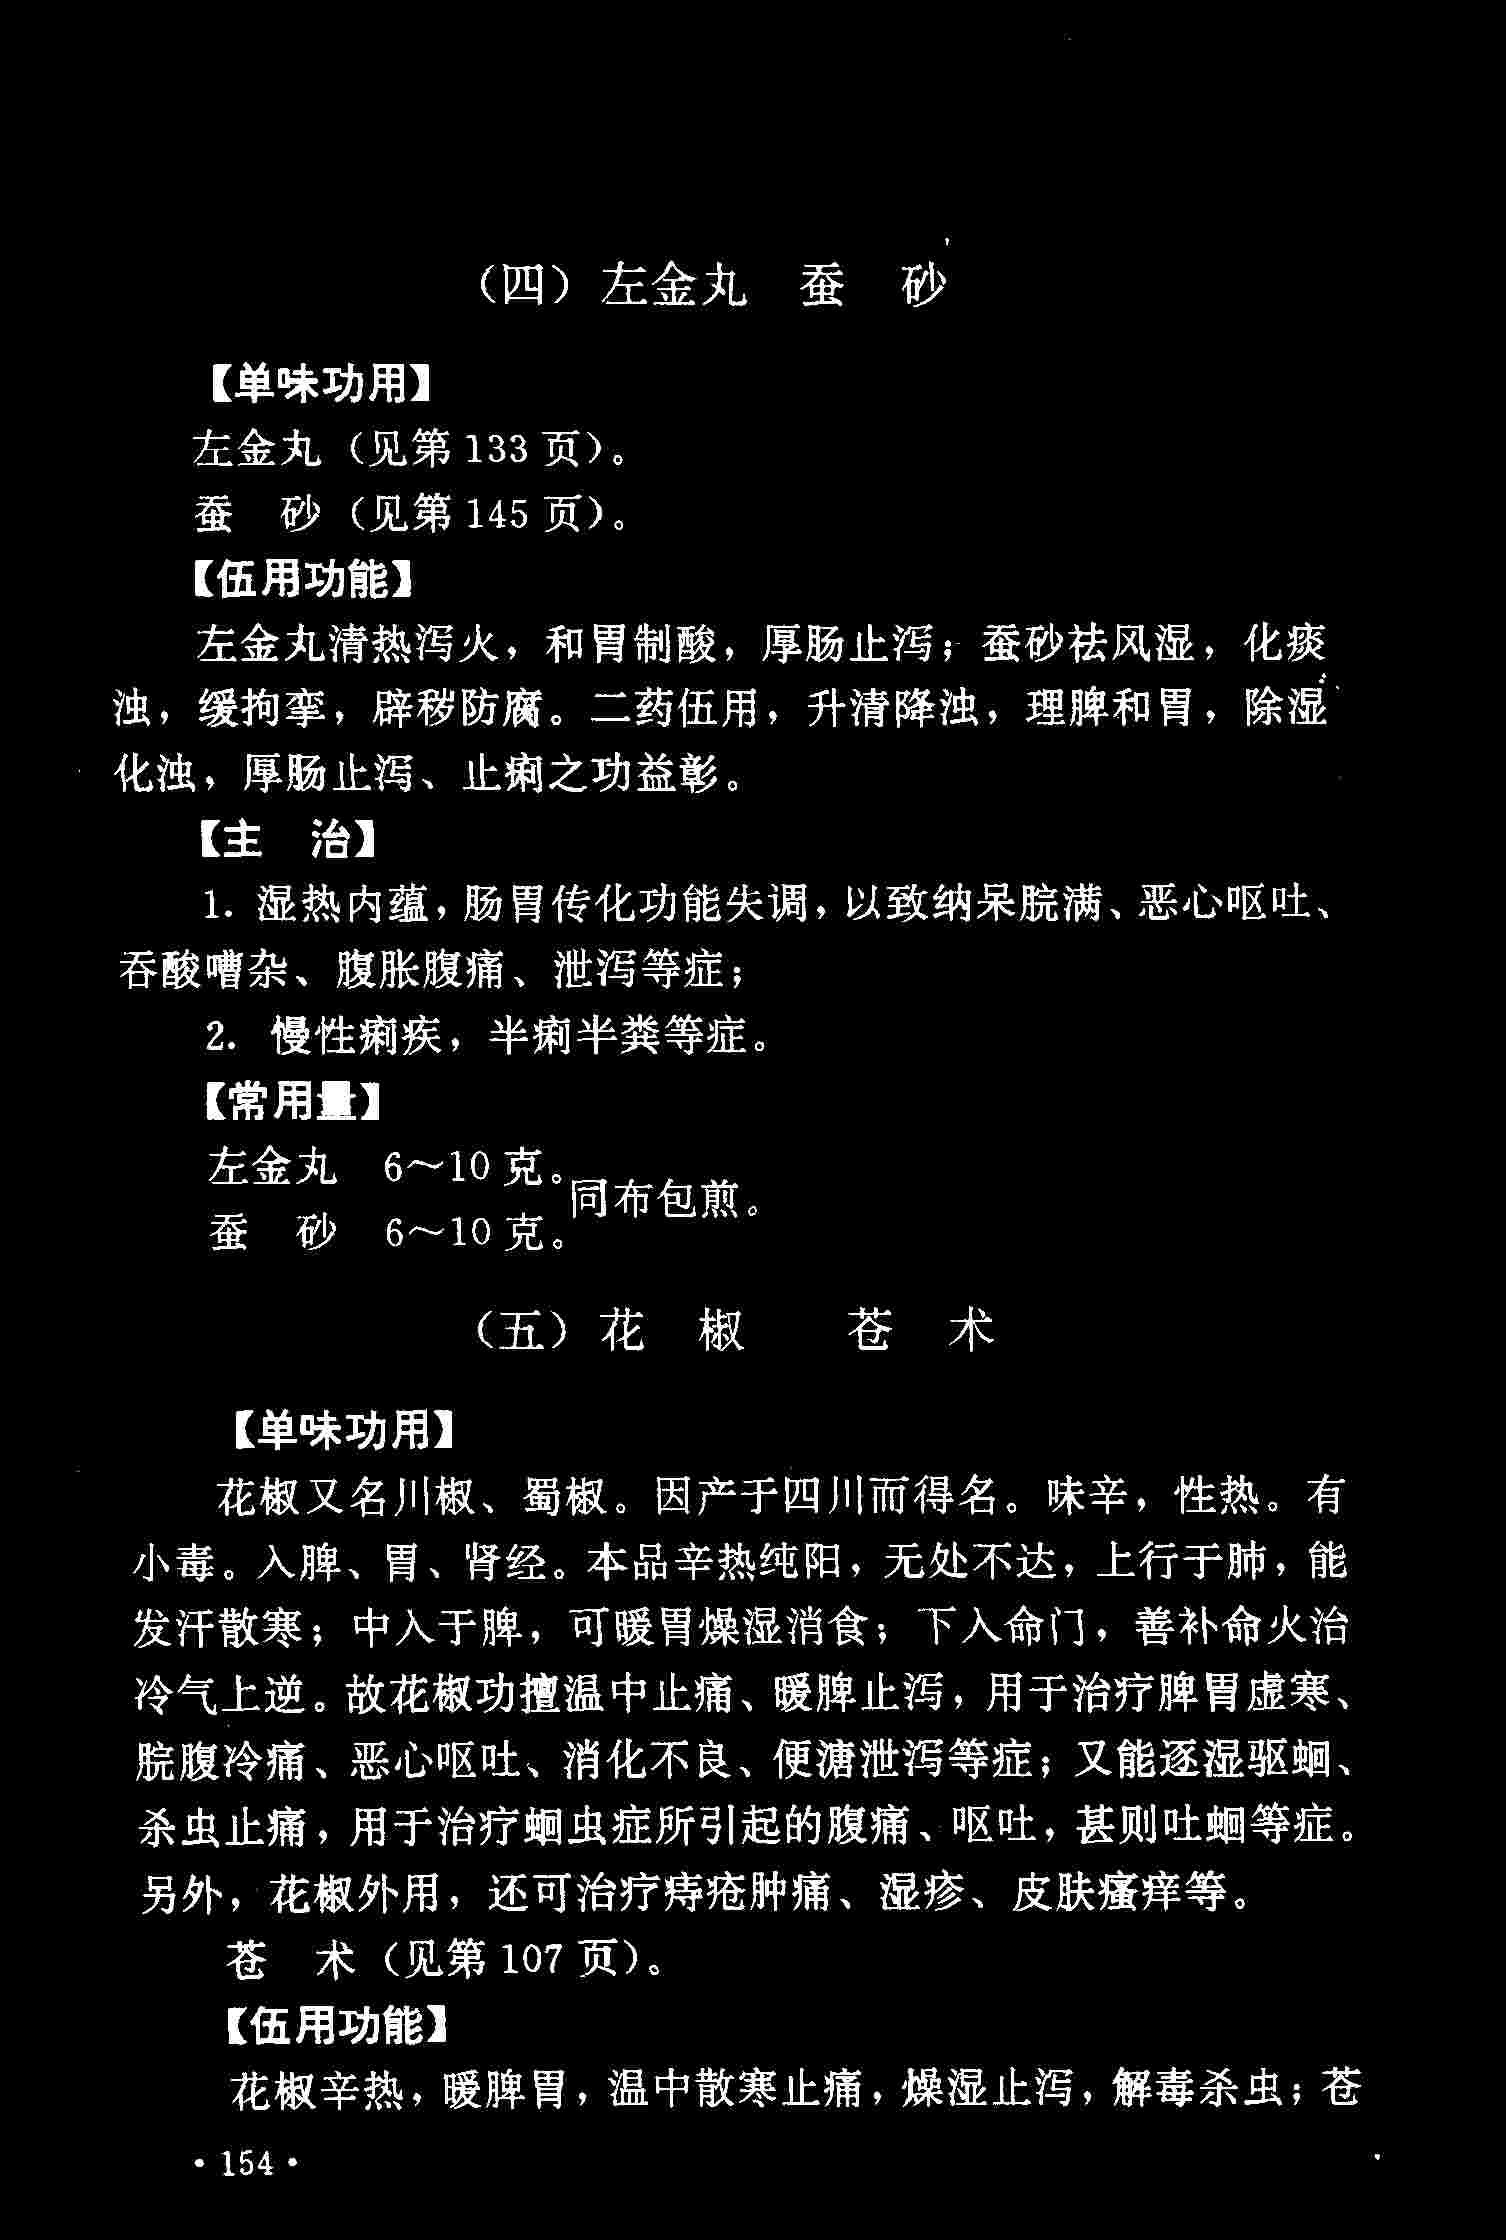 （四）左金丸　蚕　砂
【单味功用】
左金丸（见第 133 页）。
蚕　砂（见第 145 页）。
【伍用功能】
左金丸清热泻火，和胃制酸，厚肠止泻；蚕砂祛风湿，化痰
浊，缓拘挛，辟秽防腐。二药伍用，升清降浊，理脾和胃，除湿
化浊，厚肠止泻、止痢之功益彰。
【主　治】
1. 湿热内蕴，肠胃传化功能失调，以致纳呆脘满、恶心呕吐、
吞酸嘈杂、腹胀腹痛、泄泻等症；
2. 慢性痢疾，半痢半粪等症。
【常用量】
左金丸　6～10 克。
同布包煎。
蚕　砂　6～10 克。
（五）花　椒　　苍　术
【单味功用】
花椒又名川椒、蜀椒。因产于四川而得名。味辛，性热。有
小毒。入脾、胃、肾经。本品辛热纯阳，无处不达，上行于肺，能
发汗散寒；中入于脾，可暖胃燥湿消食；下入命门，善补命火治
冷气上逆。故花椒功擅温中止痛、暖脾止泻，用于治疗脾胃虚寒、
脘腹冷痛、恶心呕吐、消化不良、便溏泄泻等症；又能逐湿驱蛔、
杀虫止痛，用于治疗蛔虫症所引起的腹痛、呕吐，甚则吐蛔等症。
另外，花椒外用，还可治疗痔疮肿痛、湿疹、皮肤瘙痒等。
苍　术（见第 107 页）。
【伍用功能】
花椒辛热，暖脾胃，温中散寒止痛，燥湿止泻，解毒杀虫；苍
· 154 ·